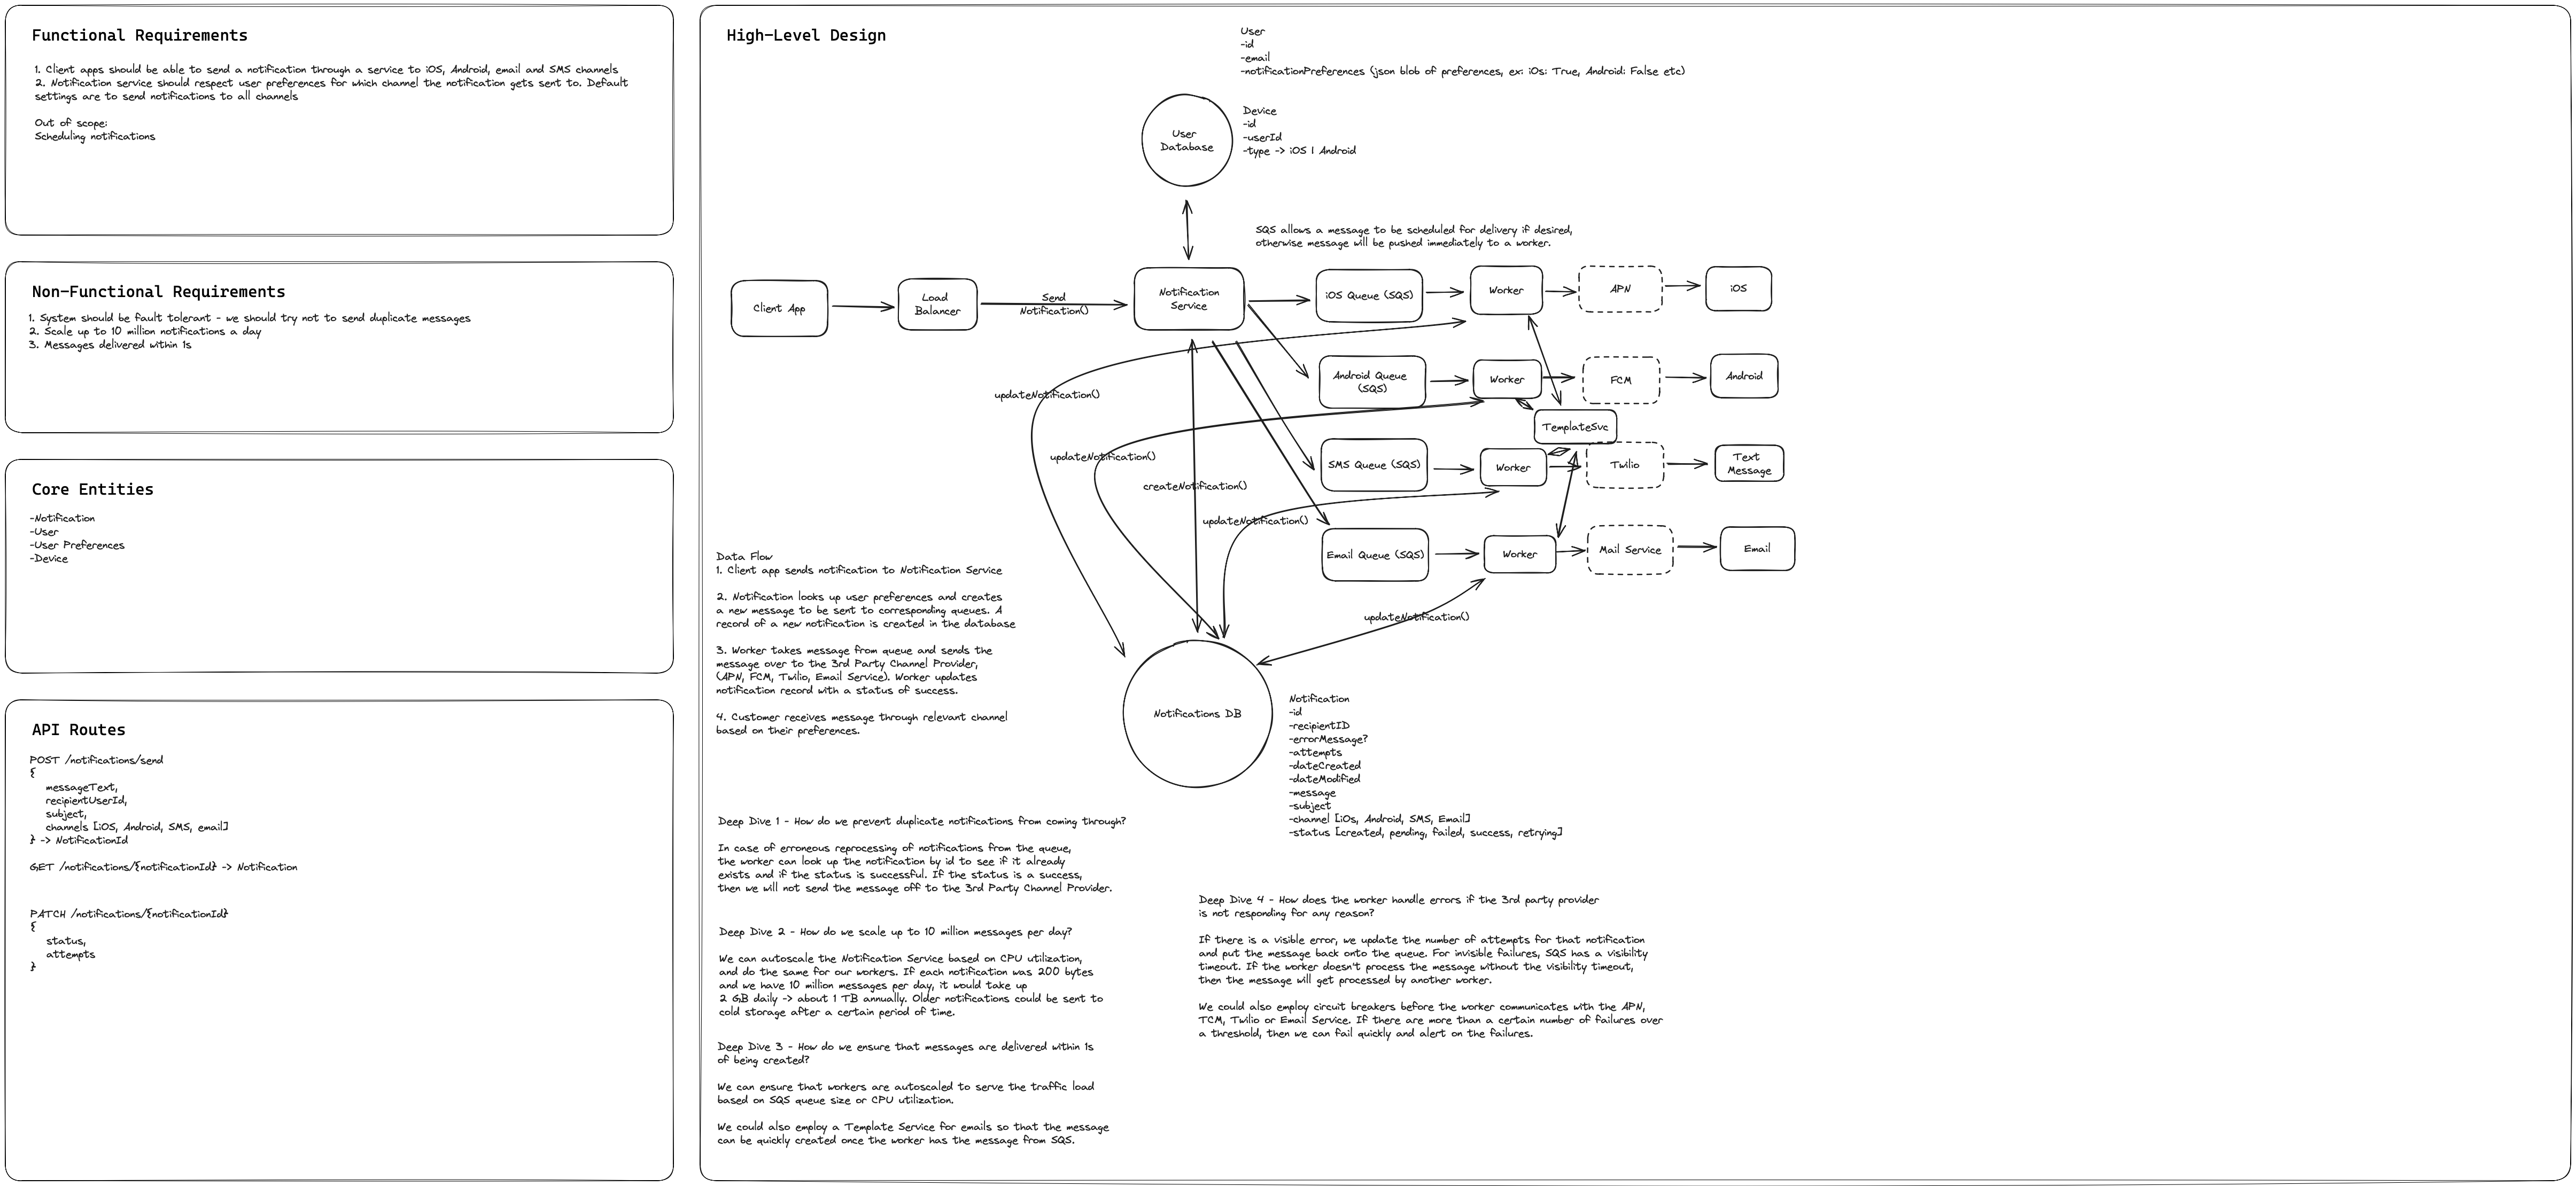 Functional Requirements
1. Client apps should be able to send a notification through a service to iOS, Android, email and SMS channels
2. Notification service should respect user preferences for which channel the notification gets sent to. Default
settings are to send notifications to all channels
Out of scope:
Scheduling notifications
Non-Functional Requirements
1. System should be fault tolerant - we should try not to send duplicate messages
2. Scale up to 10 million notifications a day
3. Messages delivered within 1s
Core Entities
-Notification
-User
-User Preferences
-Device
API Routes
POST /notifications/send
{
messageText,
recipientUserId,
subject,
channels [iOS, Android, SMS, email]
} -> NotificationId
GET /notifications/{notificationId} -> Notification
PATCH /notifications/{notificationId}
{
status,
attempts
}
High-Level Design
User
-id
-email
-notificationPreferences (json blob of preferences, ex: iOs: True, Android: False etc)
User
Database
Device
-id
-userId
-type -> iOS | Android
SQS allows a message to be scheduled for delivery if desired,
otherwise message will be pushed immediately to a worker.
Client App
Load
Balancer
Send
Notification()
Notification
Service
iOS Queue (SQS)
Worker
APN
iOS
Android Queue
(SQS)
Worker
FCM
Android
TemplateSvc
SMS Queue (SQS)
Worker
Twilio
Text
Message
Email Queue (SQS)
Worker
Mail Service
Email
updateNotification()
updateNotification()
createNotification()
updateNotification()
updateNotification()
Data Flow
1. Client app sends notification to Notification Service
2. Notification looks up user preferences and creates
a new message to be sent to corresponding queues. A
record of a new notification is created in the database
3. Worker takes message from queue and sends the
message over to the 3rd Party Channel Provider,
(APN, FCM, Twilio, Email Service). Worker updates
notification record with a status of success.
4. Customer receives message through relevant channel
based on their preferences.
Notifications DB
Notification
-id
-recipientID
-errorMessage?
-attempts
-dateCreated
-dateModified
-message
-subject
-channel [iOs, Android, SMS, Email]
-status [created, pending, failed, success, retrying]
Deep Dive 1 - How do we prevent duplicate notifications from coming through?
In case of erroneous reprocessing of notifications from the queue,
the worker can look up the notification by id to see if it already
exists and if the status is successful. If the status is a success,
then we will not send the message off to the 3rd Party Channel Provider.
Deep Dive 2 - How do we scale up to 10 million messages per day?
We can autoscale the Notification Service based on CPU utilization,
and do the same for our workers. If each notification was 200 bytes
and we have 10 million messages per day, it would take up
2 GB daily -> about 1 TB annually. Older notifications could be sent to
cold storage after a certain period of time.
Deep Dive 3 - How do we ensure that messages are delivered within 1s
of being created?
We can ensure that workers are autoscaled to serve the traffic load
based on SQS queue size or CPU utilization.
We could also employ a Template Service for emails so that the message
can be quickly created once the worker has the message from SQS.
Deep Dive 4 - How does the worker handle errors if the 3rd party provider
is not responding for any reason?
If there is a visible error, we update the number of attempts for that notification
and put the message back onto the queue. For invisible failures, SQS has a visibility
timeout. If the worker doesn't process the message without the visibility timeout,
then the message will get processed by another worker.
We could also employ circuit breakers before the worker communicates with the APN,
TCM, Twilio or Email Service. If there are more than a certain number of failures over
a threshold, then we can fail quickly and alert on the failures.